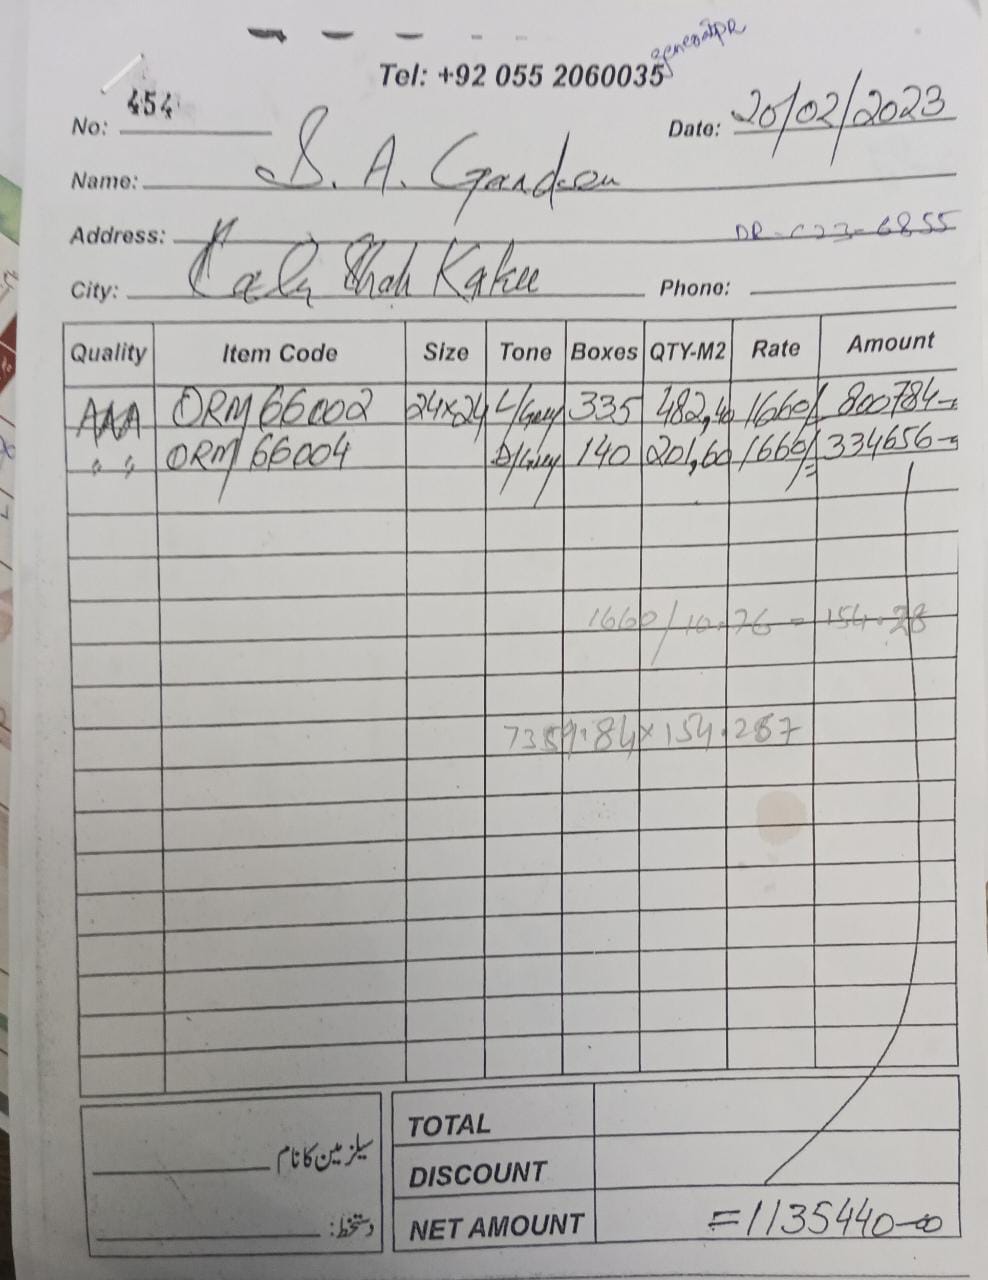 Tel: +92 055 2060035
No: 454
Date: 20/02/2023
Name: S. A. Garden
Address: DR-C23-6855
City: Kala Shah Kaku Phone:
Quality Item Code Size Tone Boxes QTY-M2 Rate Amount
AAA ORM 66002 24x24 L/Grey 335 482,40 1660/ 800784-
" " ORM 66004 D/Grey 140 201,60 1660/= 334656-
1660/10.76 = 154.28
7359.84 x 154.287
TOTAL
سیلزمین کا نام
DISCOUNT
NET AMOUNT =1135440-00
دستخط: